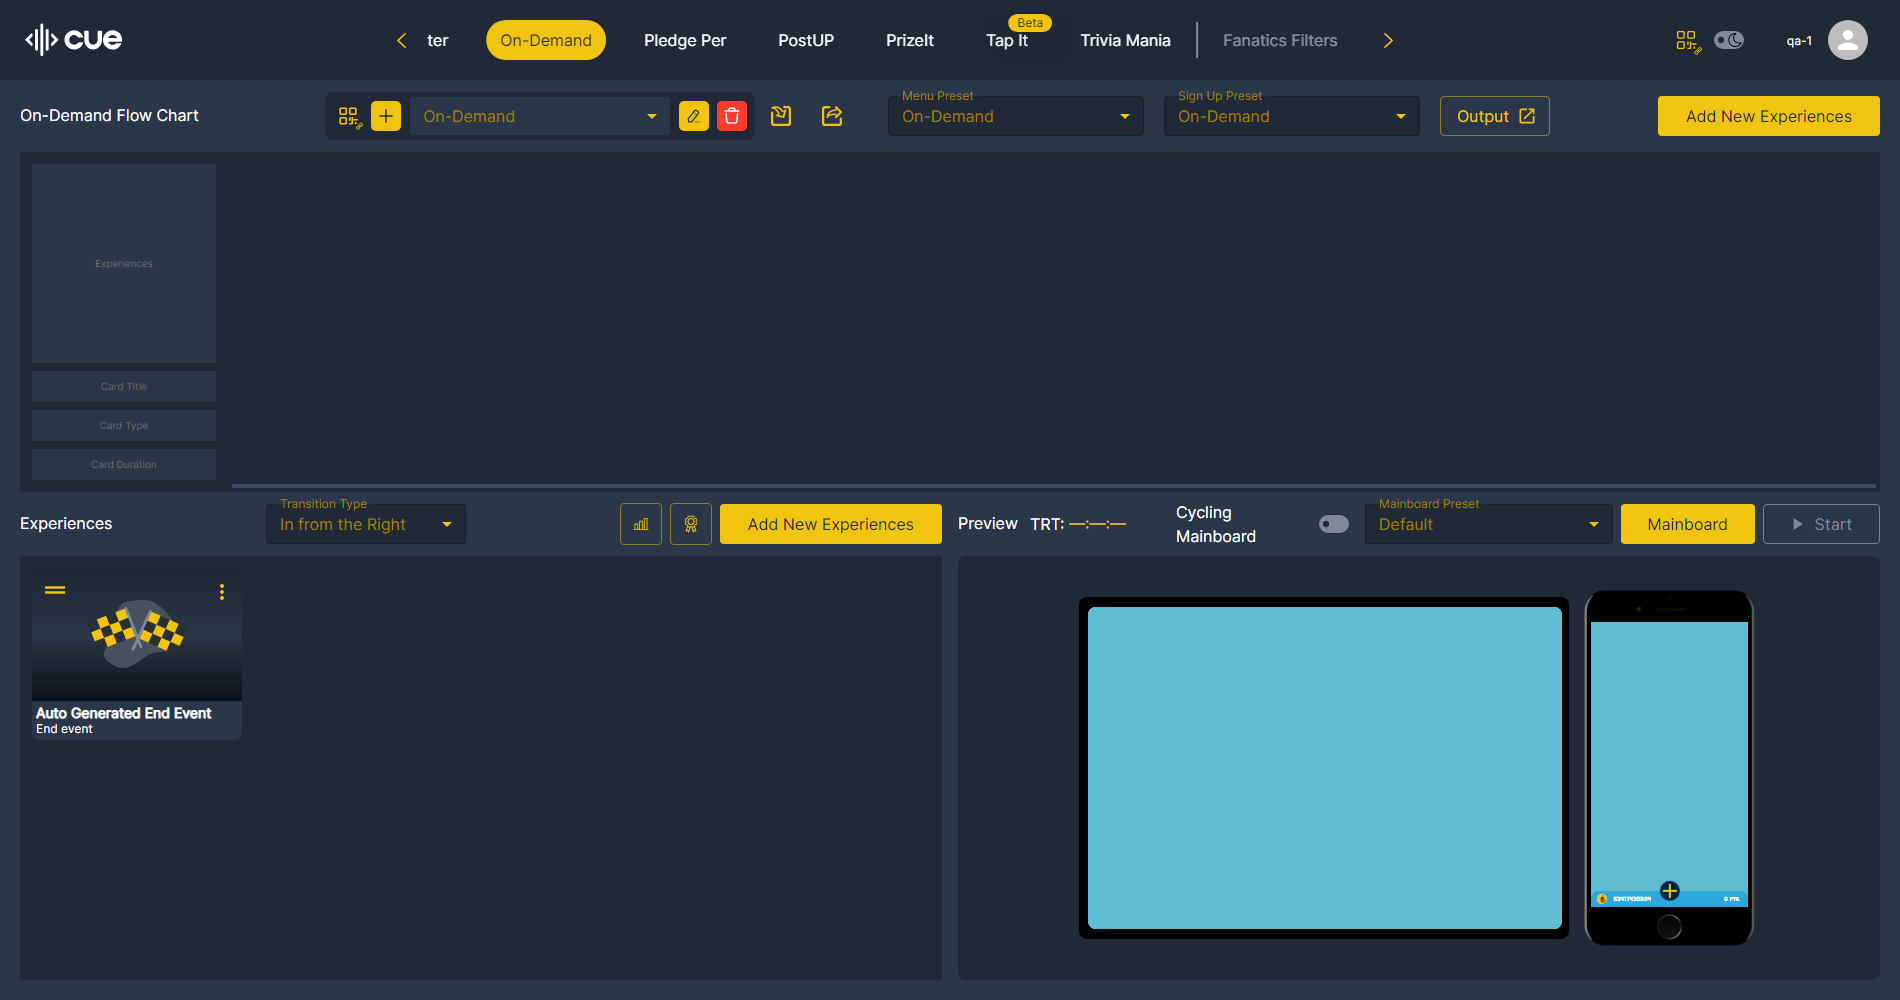 cue
ter
On-Demand
Pledge Per
PostUP
PrizeIt
Tap It
Beta
Trivia Mania
Fanatics Filters
qa-1
On-Demand Flow Chart
On-Demand
Menu Preset
On-Demand
Sign Up Preset
On-Demand
Output
Add New Experiences
Experiences
Card Title
Card Type
Card Duration
Experiences
Transition Type
In from the Right
Add New Experiences
Preview
TRT: —:—:—
Cycling
Mainboard
Mainboard Preset
Default
Mainboard
Start
Auto Generated End Event
End event
0 PTS.